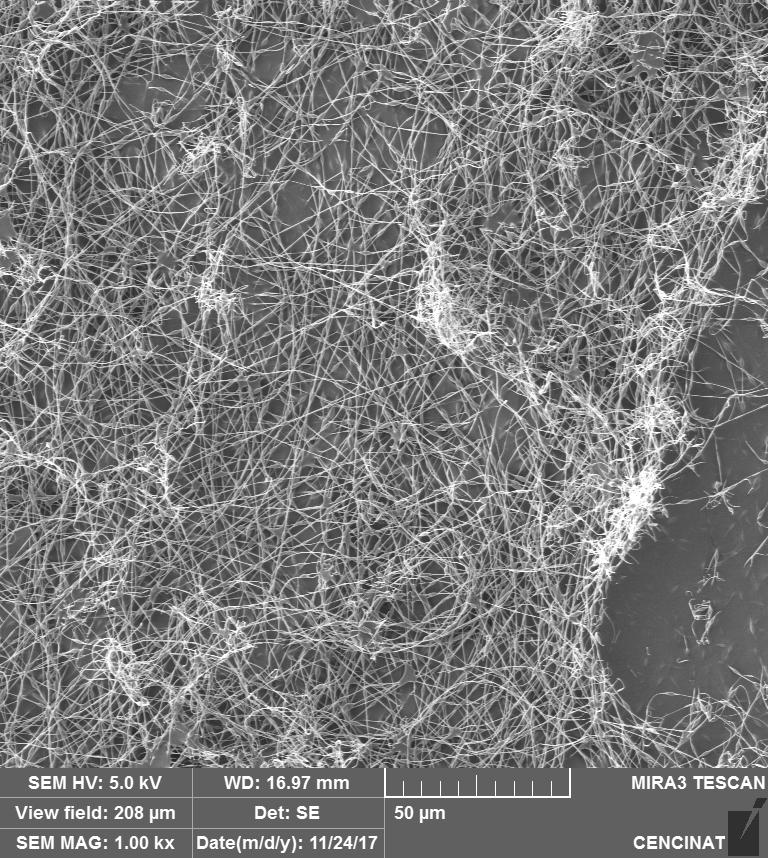 SEM HV: 5.0 kV WD: 16.97 mm MIRA3 TESCAN
View field: 208 µm Det: SE 50 µm
SEM MAG: 1.00 kx Date(m/d/y): 11/24/17 CENCINAT